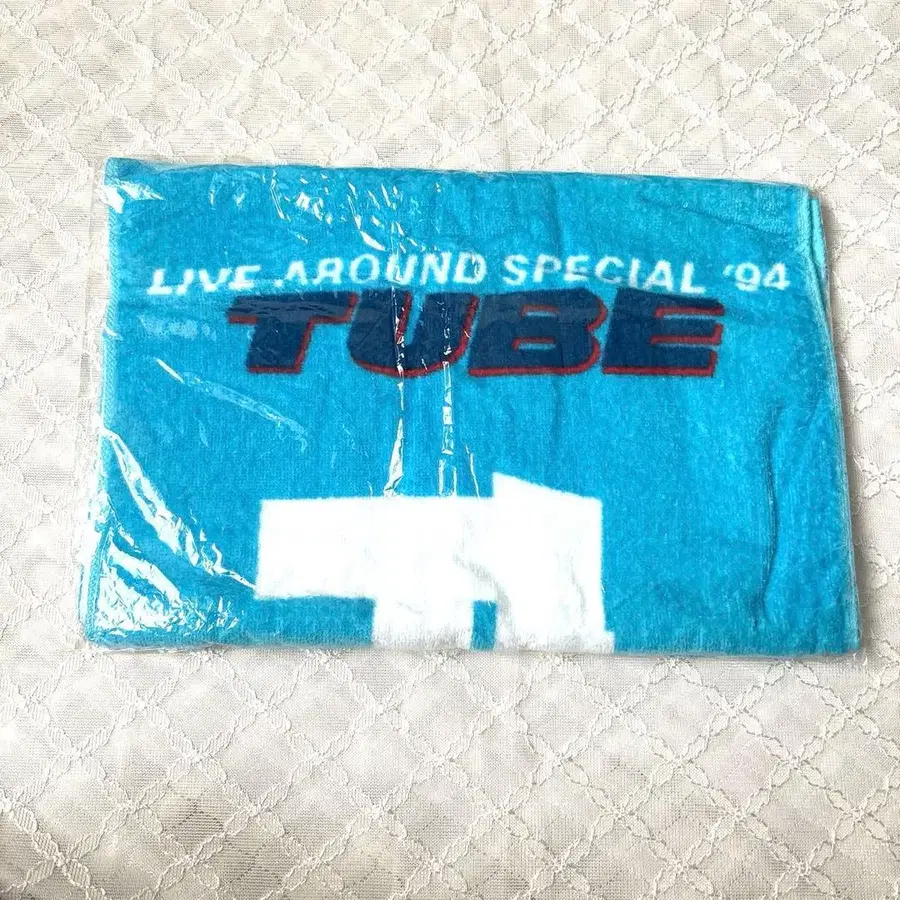 LIVE AROUND SPECIAL '94
TUBE